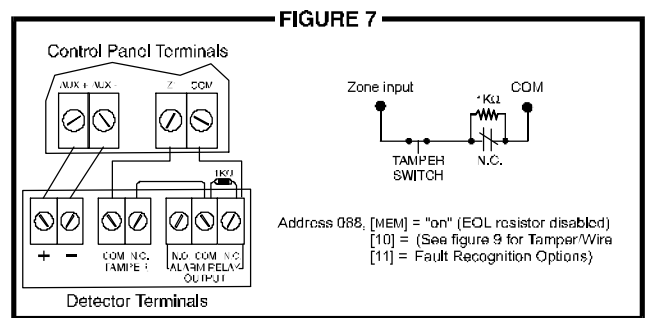 FIGURE 7
Control Panel Terminals
AUX + AUX -
Z1 COM
1KΩ
+ -
COM N.C.
TAMPER
N.O. COM N.C.
ALARM RELAY
OUTPUT
Detector Terminals
Zone input
COM
1KΩ
TAMPER
SWITCH
N.C.
Address 088, [MEM] = "on" (EOL resistor disabled)
[10] = (See figure 9 for Tamper/Wire
[11] = Fault Recognition Options)